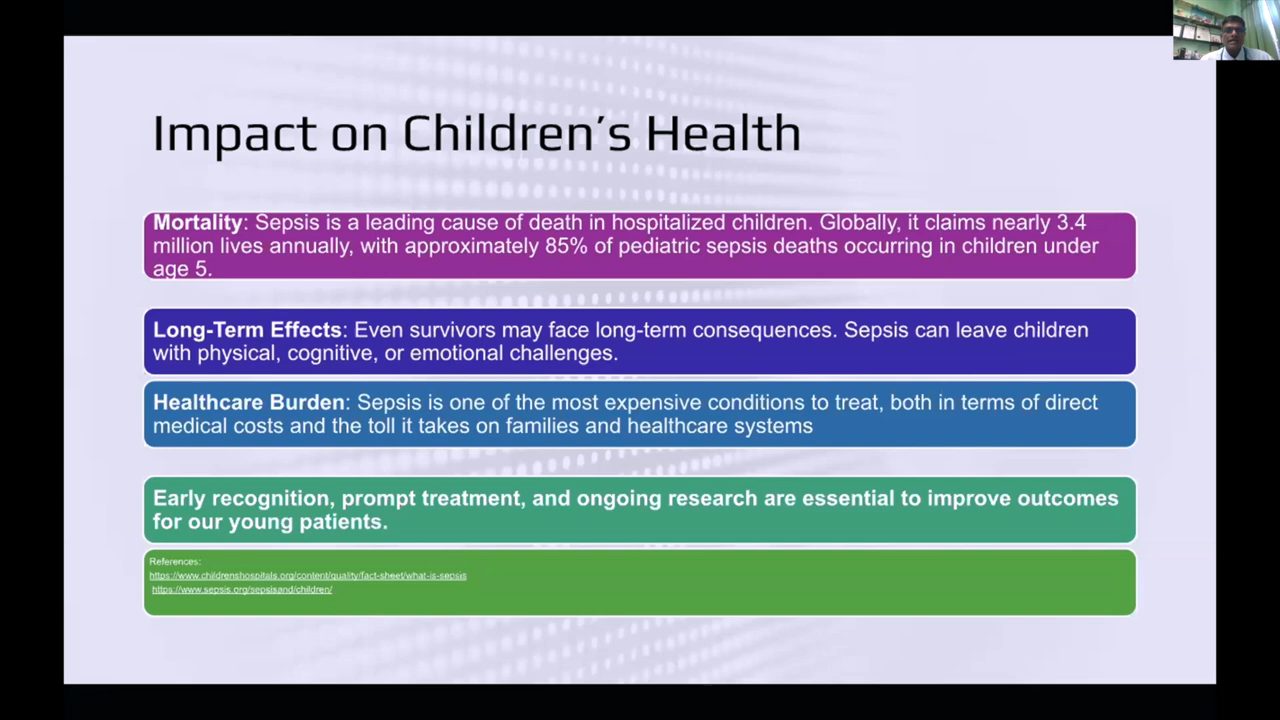 Impact on Children’s Health
Mortality: Sepsis is a leading cause of death in hospitalized children. Globally, it claims nearly 3.4
million lives annually, with approximately 85% of pediatric sepsis deaths occurring in children under
age 5.
Long-Term Effects: Even survivors may face long-term consequences. Sepsis can leave children
with physical, cognitive, or emotional challenges.
Healthcare Burden: Sepsis is one of the most expensive conditions to treat, both in terms of direct
medical costs and the toll it takes on families and healthcare systems
Early recognition, prompt treatment, and ongoing research are essential to improve outcomes
for our young patients.
References:
https://www.childrenshospitals.org/content/quality/fact-sheet/what-is-sepsis
https://www.sepsis.org/sepsisand/children/